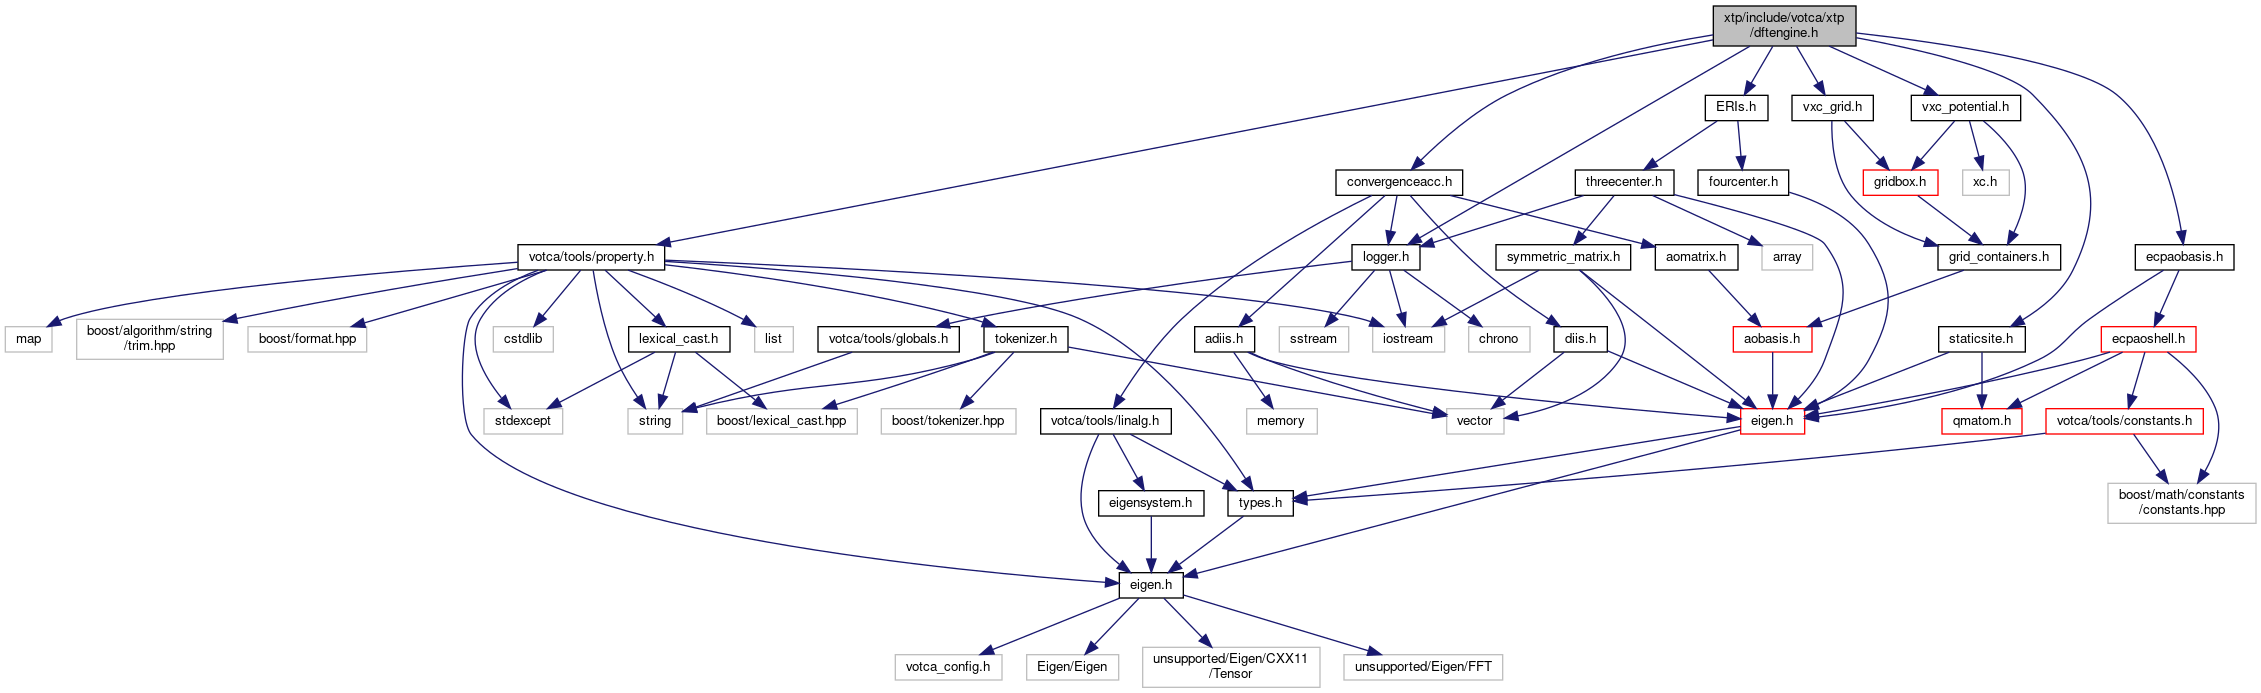 xtp/include/votca/xtp
/dftengine.h
ERIs.h
vxc_grid.h
vxc_potential.h
convergenceacc.h
threecenter.h
fourcenter.h
gridbox.h
xc.h
votca/tools/property.h
logger.h
symmetric_matrix.h
aomatrix.h
array
grid_containers.h
ecpaobasis.h
map
boost/algorithm/string
/trim.hpp
boost/format.hpp
cstdlib
lexical_cast.h
list
votca/tools/globals.h
tokenizer.h
sstream
iostream
chrono
adiis.h
diis.h
aobasis.h
staticsite.h
ecpaoshell.h
stdexcept
string
boost/lexical_cast.hpp
boost/tokenizer.hpp
votca/tools/linalg.h
memory
vector
eigen.h
qmatom.h
votca/tools/constants.h
eigensystem.h
types.h
boost/math/constants
/constants.hpp
eigen.h
votca_config.h
Eigen/Eigen
unsupported/Eigen/CXX11
/Tensor
unsupported/Eigen/FFT